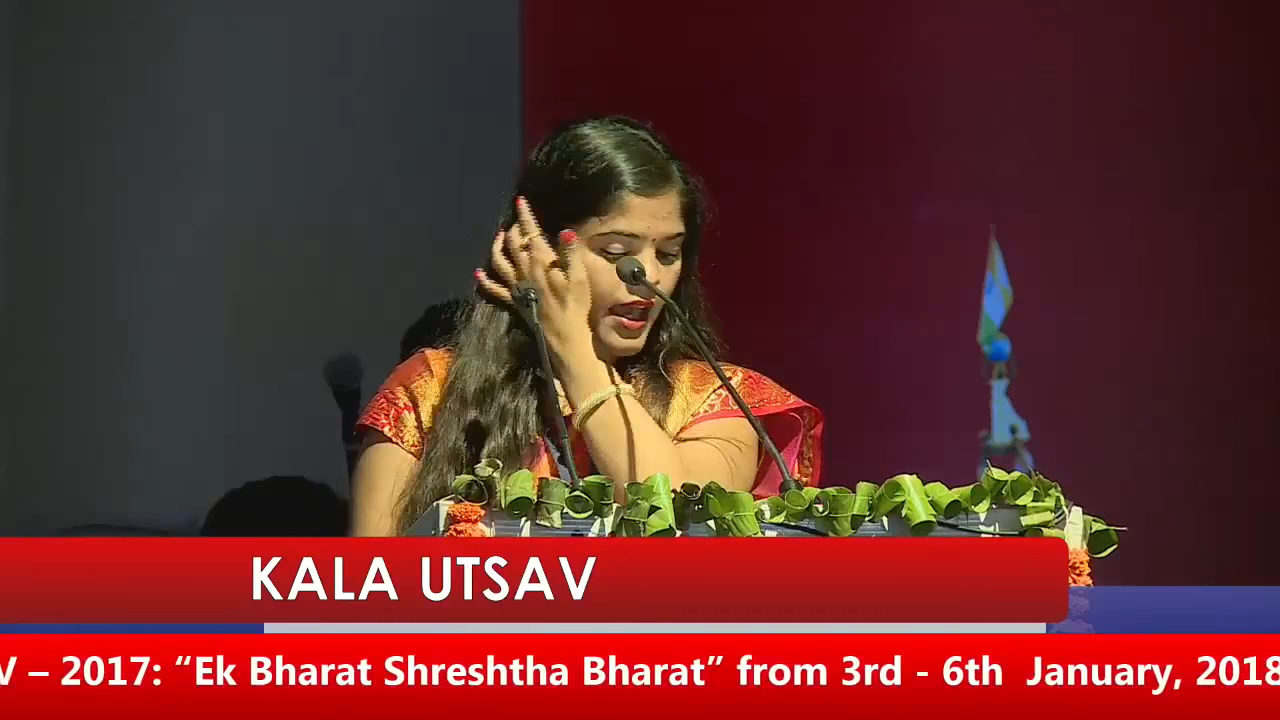 KALA UTSAV
V – 2017: “Ek Bharat Shreshtha Bharat” from 3rd - 6th January, 2018